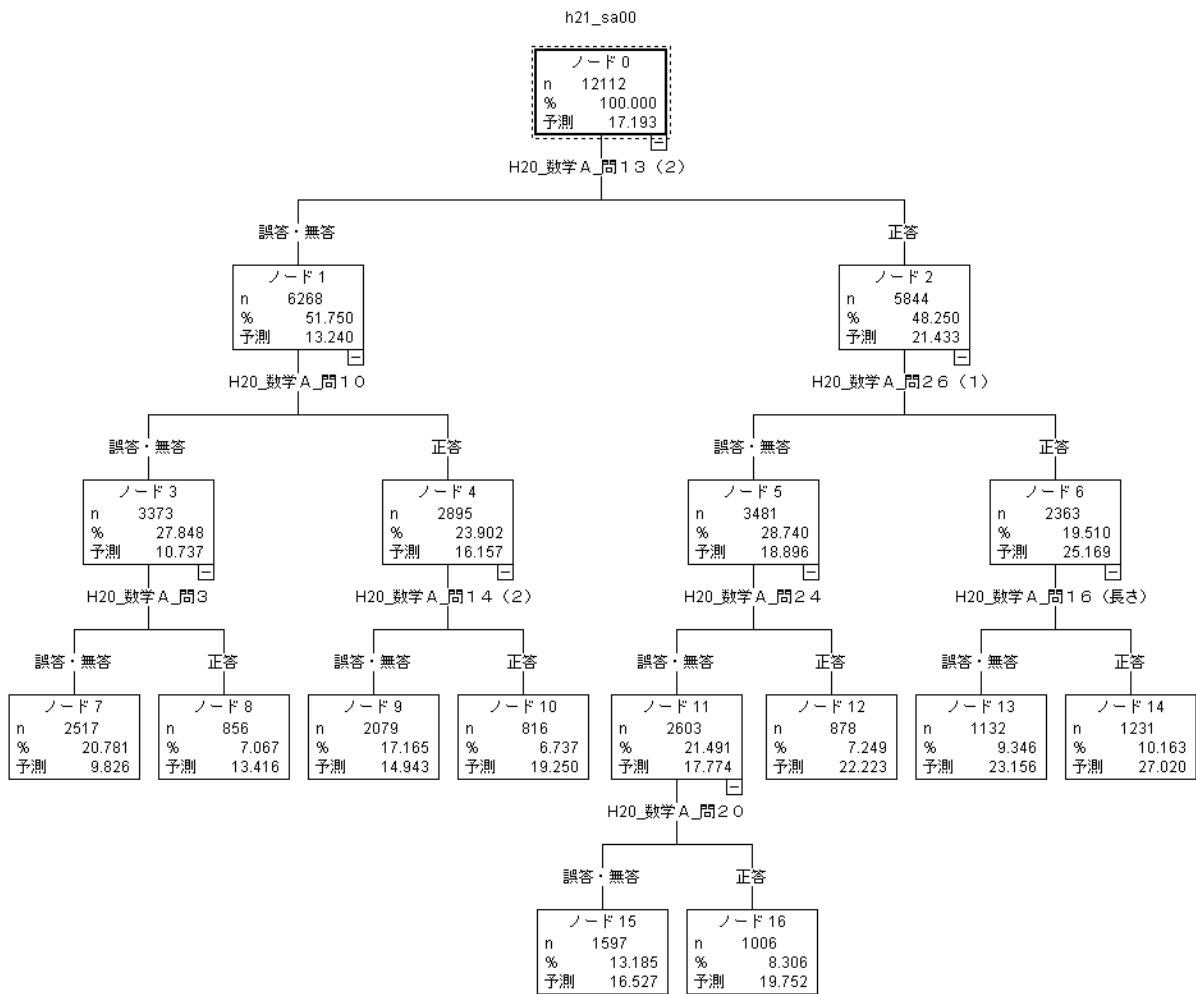 h21_sa00
ノード 0
n 12112
% 100.000
予測 17.193
H20_数学A_問13（2）
誤答・無答
正答
ノード 1
n 6268
% 51.750
予測 13.240
ノード 2
n 5844
% 48.250
予測 21.433
H20_数学A_問10
H20_数学A_問26（1）
誤答・無答
正答
誤答・無答
正答
ノード 3
n 3373
% 27.848
予測 10.737
ノード 4
n 2895
% 23.902
予測 16.157
ノード 5
n 3481
% 28.740
予測 18.896
ノード 6
n 2363
% 19.510
予測 25.169
H20_数学A_問3
H20_数学A_問14（2）
H20_数学A_問24
H20_数学A_問16（長さ）
誤答・無答
正答
誤答・無答
正答
誤答・無答
正答
誤答・無答
正答
ノード 7
n 2517
% 20.781
予測 9.826
ノード 8
n 856
% 7.067
予測 13.416
ノード 9
n 2079
% 17.165
予測 14.943
ノード 10
n 816
% 6.737
予測 19.250
ノード 11
n 2603
% 21.491
予測 17.774
ノード 12
n 878
% 7.249
予測 22.223
ノード 13
n 1132
% 9.346
予測 23.156
ノード 14
n 1231
% 10.163
予測 27.020
H20_数学A_問20
誤答・無答
正答
ノード 15
n 1597
% 13.185
予測 16.527
ノード 16
n 1006
% 8.306
予測 19.752